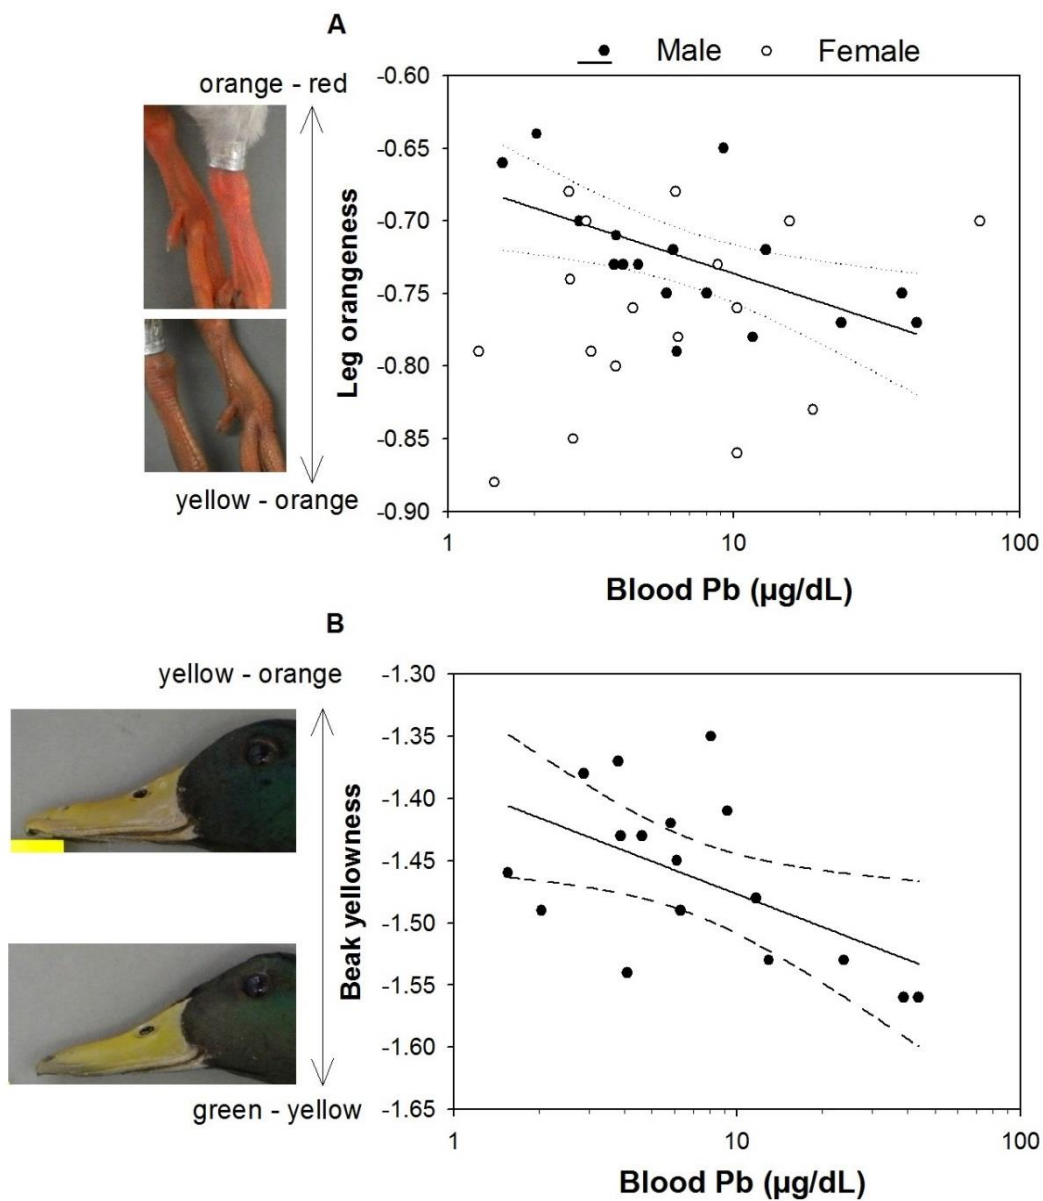 A
Male Female
orange - red
-0.60
-0.65
-0.70
-0.75
-0.80
-0.85
-0.90
Leg orangeness
yellow - orange
1 10 100
Blood Pb (µg/dL)
B
yellow - orange
-1.30
-1.35
-1.40
-1.45
-1.50
-1.55
-1.60
-1.65
Beak yellowness
green - yellow
1 10 100
Blood Pb (µg/dL)